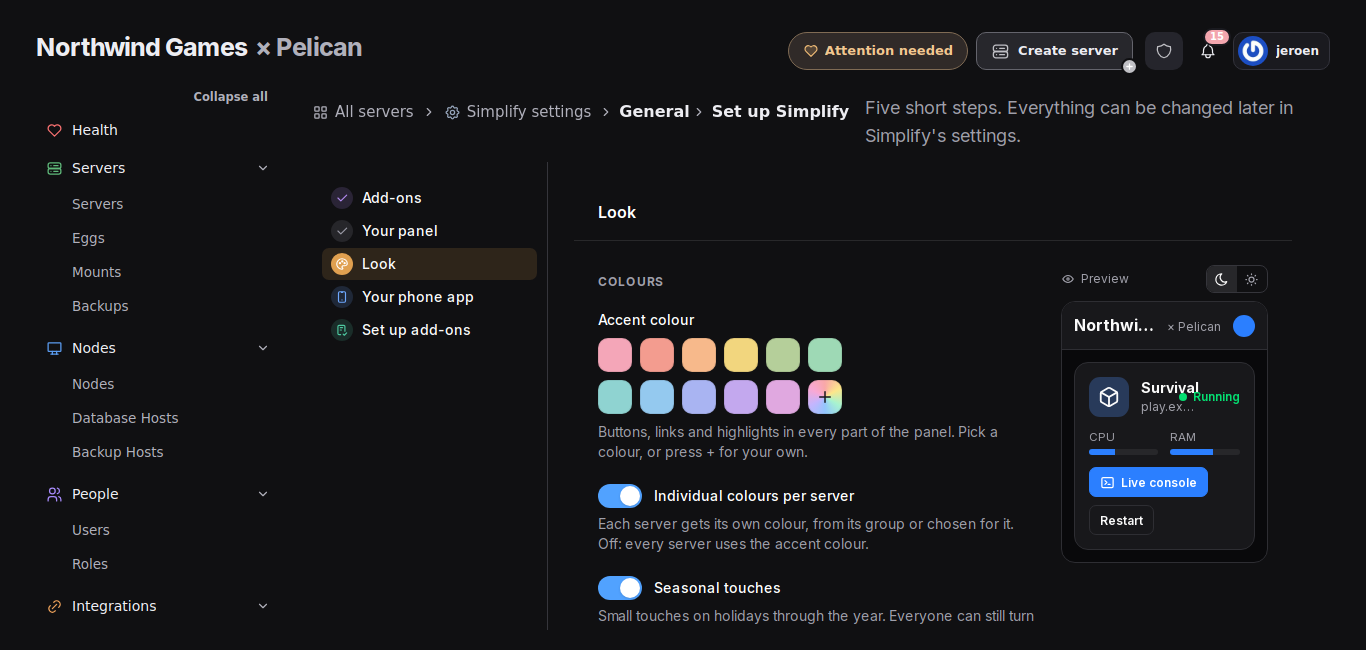 Northwind Games × Pelican
Attention needed
Create server
15
jeroen
Collapse all
Health
Servers
Servers
Eggs
Mounts
Backups
Nodes
Nodes
Database Hosts
Backup Hosts
People
Users
Roles
Integrations
All servers > Simplify settings > General > Set up Simplify
Five short steps. Everything can be changed later in
Simplify's settings.
Add-ons
Your panel
Look
Your phone app
Set up add-ons
Look
COLOURS
Accent colour
Buttons, links and highlights in every part of the panel. Pick a
colour, or press + for your own.
Individual colours per server
Each server gets its own colour, from its group or chosen for it.
Off: every server uses the accent colour.
Seasonal touches
Small touches on holidays through the year. Everyone can still turn
Preview
Northwi... × Pelican
Survival
Running
play.ex...
CPU RAM
Live console
Restart